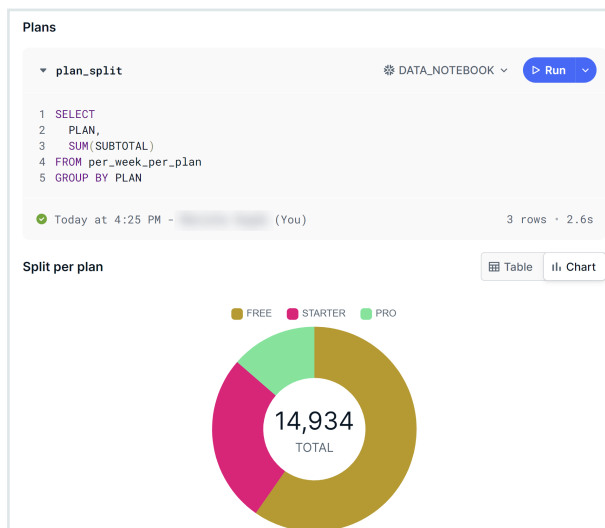 Plans
plan_split DATA_NOTEBOOK Run
1 SELECT
2 PLAN,
3 SUM(SUBTOTAL)
4 FROM per_week_per_plan
5 GROUP BY PLAN
Today at 4:25 PM - (You) 3 rows · 2.6s
Split per plan Table Chart
FREE STARTER PRO
14,934
TOTAL